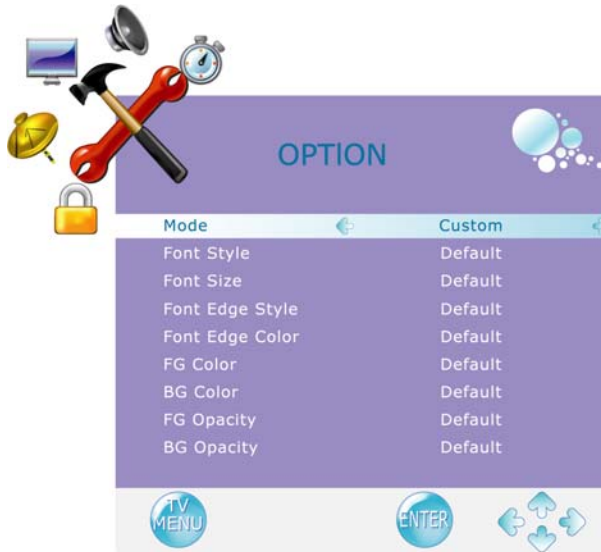 OPTION
Mode Custom
Font Style Default
Font Size Default
Font Edge Style Default
Font Edge Color Default
FG Color Default
BG Color Default
FG Opacity Default
BG Opacity Default
TV MENU ENTER